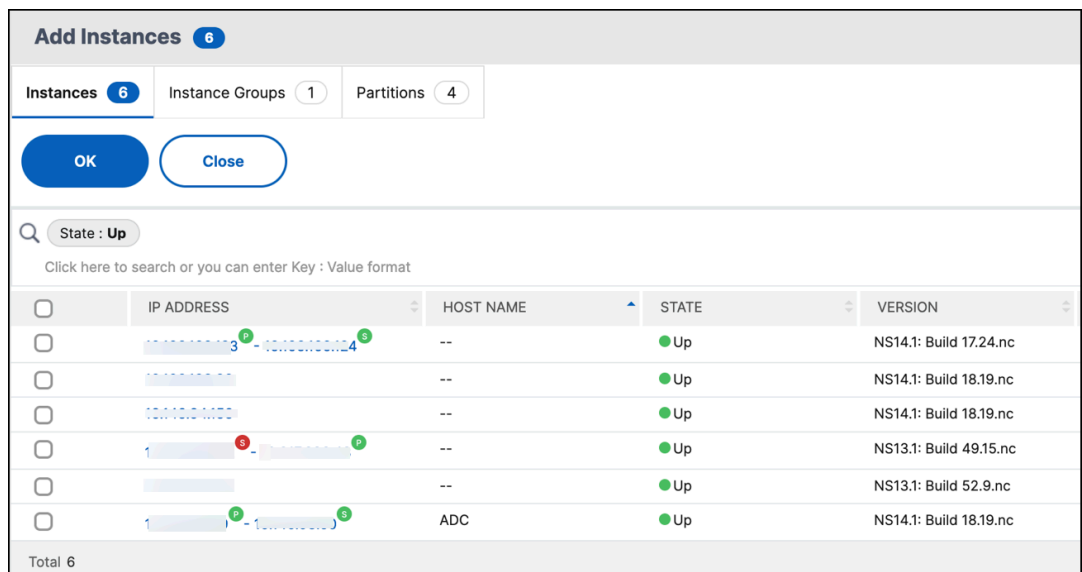 Add Instances 6
Instances 6 Instance Groups 1 Partitions 4
OK Close
State : Up
Click here to search or you can enter Key : Value format
IP ADDRESS HOST NAME STATE VERSION
P S -- Up NS14.1: Build 17.24.nc
-- Up NS14.1: Build 18.19.nc
-- Up NS14.1: Build 18.19.nc
S P -- Up NS13.1: Build 49.15.nc
-- Up NS13.1: Build 52.9.nc
P S ADC Up NS14.1: Build 18.19.nc
Total 6